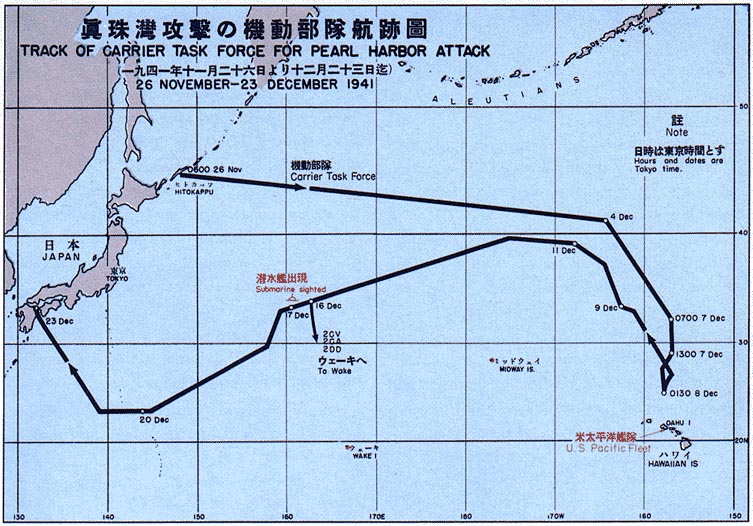 眞珠灣攻擊の機動部隊航跡圖
TRACK OF CARRIER TASK FORCE FOR PEARL HARBOR ATTACK
一九四一年十一月二十六日より十二月二十三日迄)
26 NOVEMBER-23 DECEMBER 1941
ALEUTIANS
50
註
Note
日時は東京時間とす
Hours and dates are
Tokyo time.
0600 26 Nov
ヒトカップ
HITOKAPPU
機動部隊
Carrier Task Force
4 Dec
40
11 Dec
日本
JAPAN
東京
TOKYO
潜水艦出現
Submarine sighted
17 Dec
16 Dec
9 Dec
0700 7 Dec
23 Dec
30
2CV
2CA
2DD
ウェーキへ
To Wake
1300 7 Dec
ミッドウェイ
MIDWAY IS.
0130 8 Dec
20 Dec
OAHU I
米太平洋艦隊
U.S. Pacific Fleet
20N
ウェーキ
WAKE I
ハワイ
HAWAIIAN IS
130
140
150
160
170E
180
170W
160
150